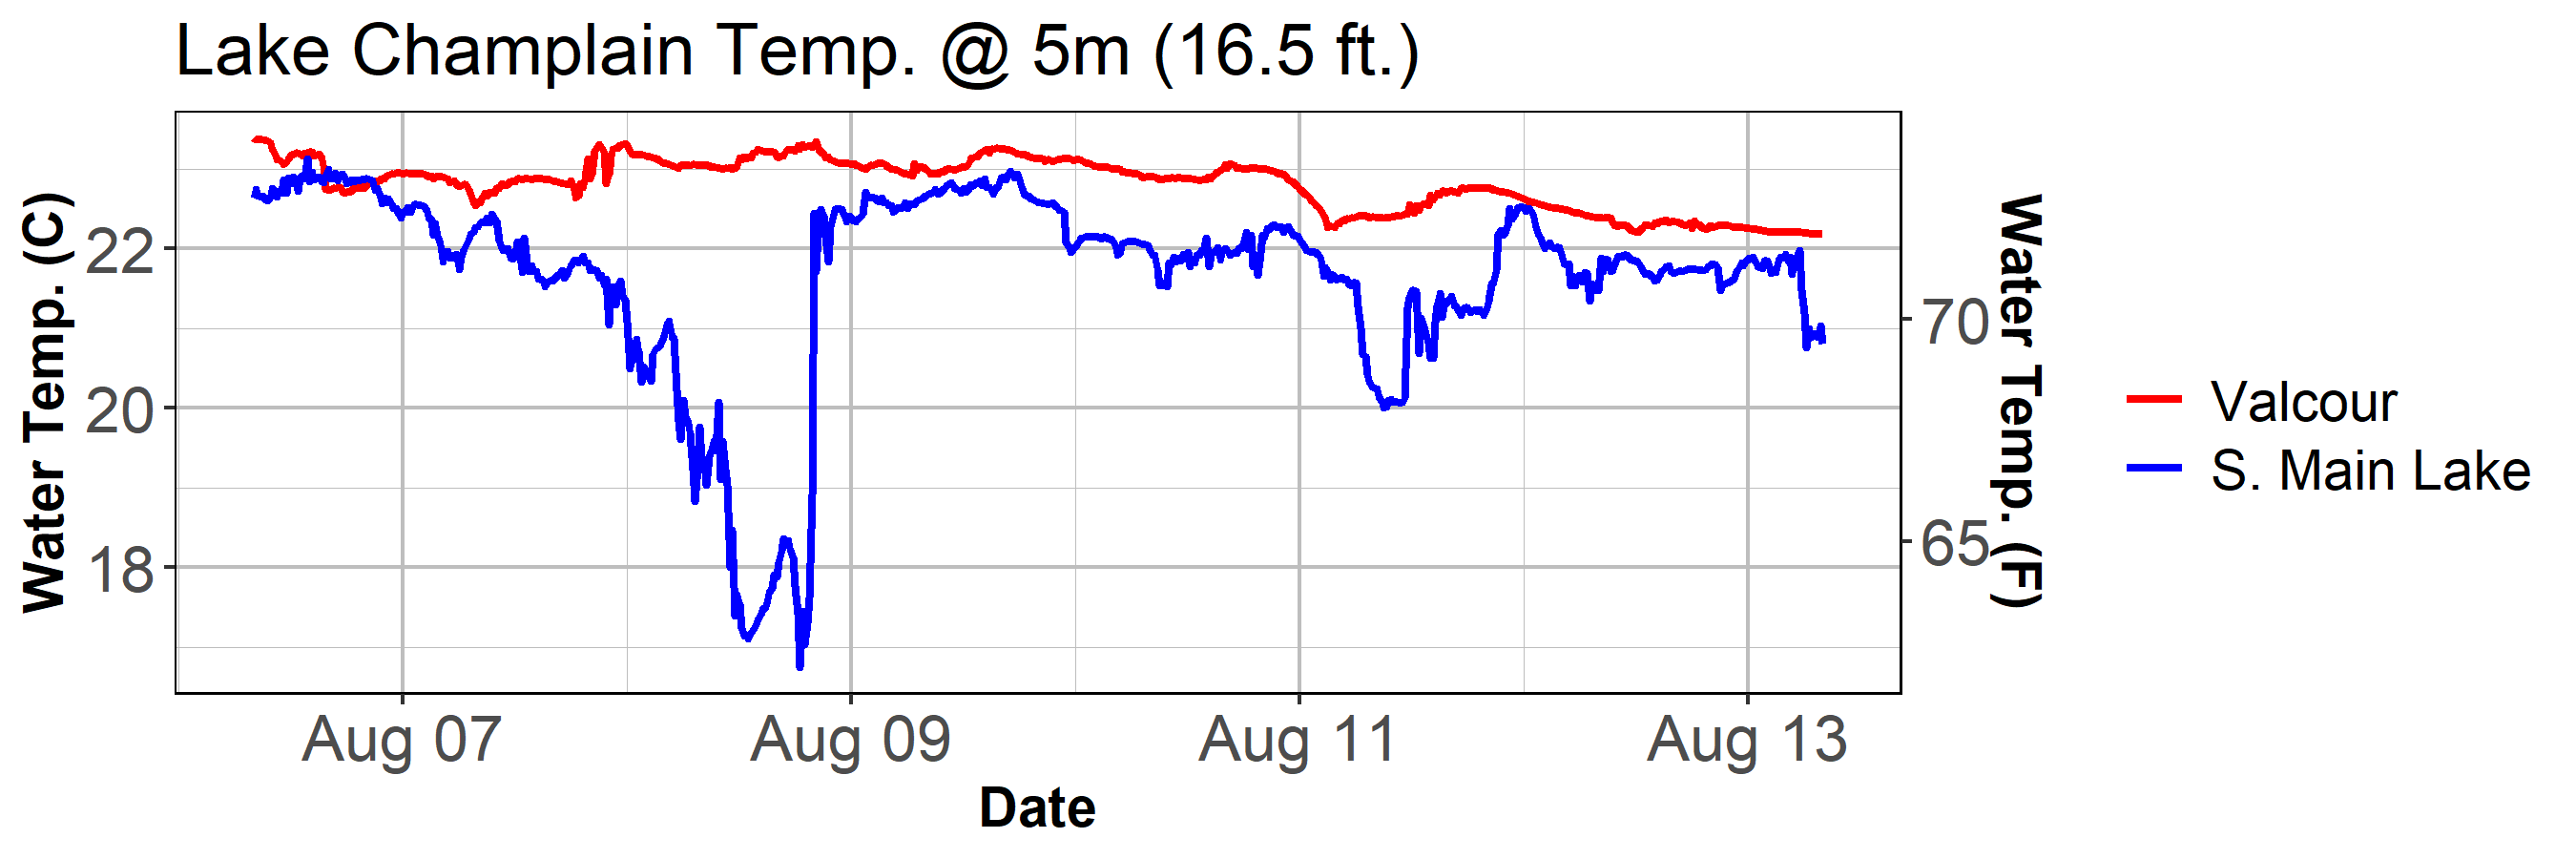 Lake Champlain Temp. @ 5m (16.5 ft.)
Water Temp. (C)
22
20
18
70
65
Water Temp. (F)
Aug 07
Aug 09
Aug 11
Aug 13
Date
Valcour
S. Main Lake